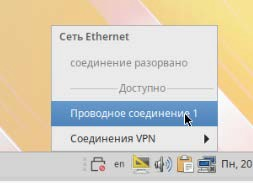 Сеть Ethernet
соединение разорвано
Доступно
Проводное соединение 1
Соединения VPN
en Пн, 20